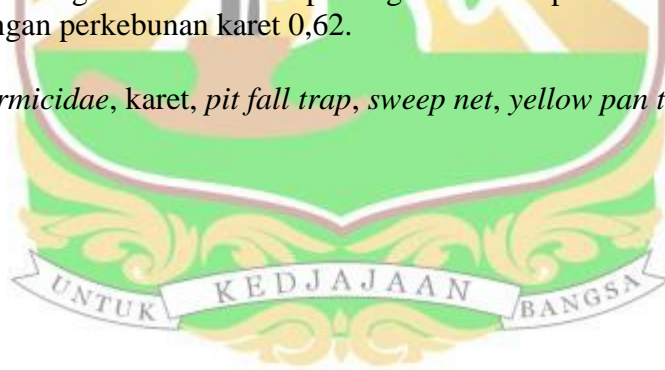 ngan perkebunan karet 0,62.
rmicidae, karet, pit fall trap, sweep net, yellow pan t
UNTUK KEDJAJAAN BANGSA